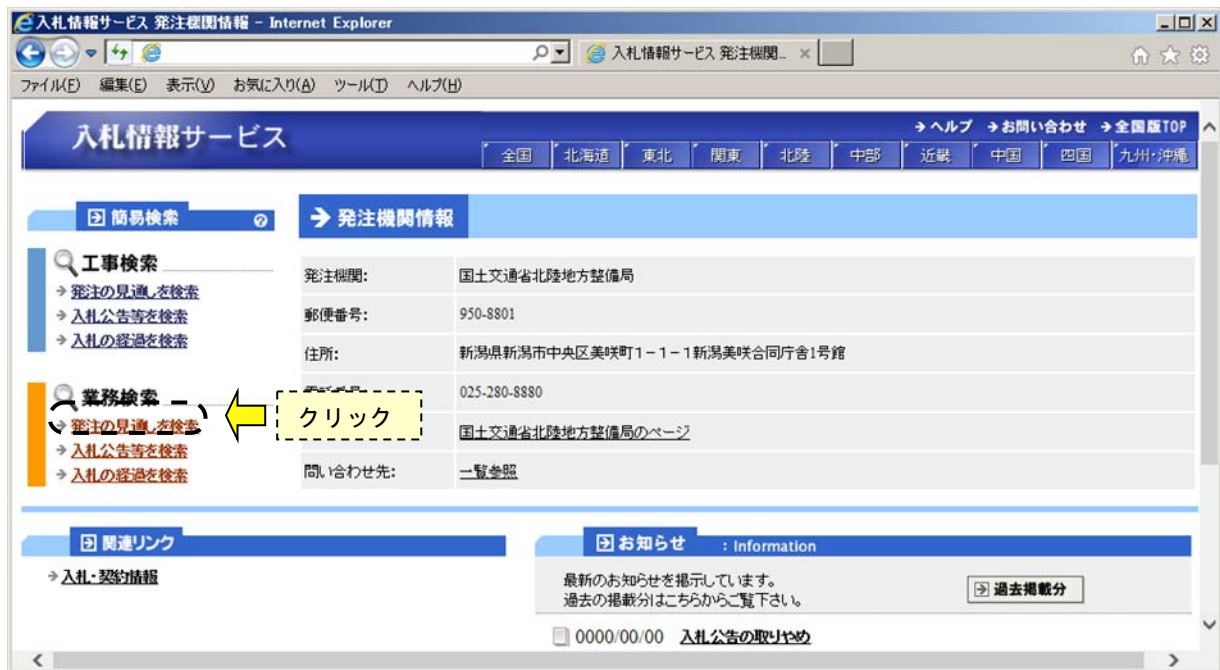 入札情報サービス 発注機関情報 - Internet Explorer
入札情報サービス 発注機関...
ファイル(F) 編集(E) 表示(V) お気に入り(A) ツール(T) ヘルプ(H)
入札情報サービス
ヘルプ お問い合わせ 全国版TOP
全国 北海道 東北 関東 北陸 中部 近畿 中国 四国 九州・沖縄
簡易検索
工事検索
発注の見通しを検索
入札公告等を検索
入札の経過を検索
業務検索
発注の見通しを検索
入札公告等を検索
入札の経過を検索
クリック
発注機関情報
発注機関: 国土交通省北陸地方整備局
郵便番号: 950-8801
住所: 新潟県新潟市中央区美咲町1-1-1新潟美咲合同庁舎1号館
025-280-8880
国土交通省北陸地方整備局のページ
問い合わせ先: 一覧参照
関連リンク
入札・契約情報
お知らせ : Information
最新のお知らせを掲示しています。
過去の掲載分はこちらからご覧下さい。
過去掲載分
0000/00/00 入札公告の取りやめ